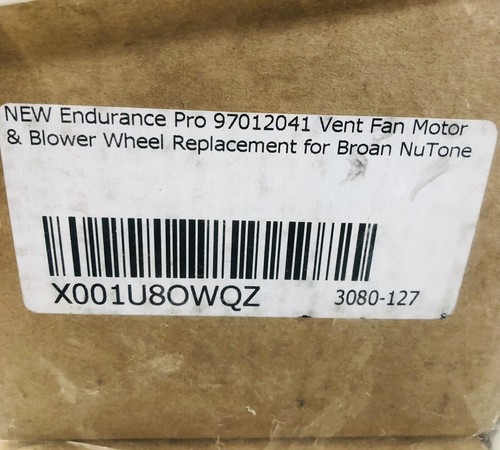 NEW Endurance Pro 97012041 Vent Fan Motor
& Blower Wheel Replacement for Broan NuTone
X001U8OWQZ 3080-127